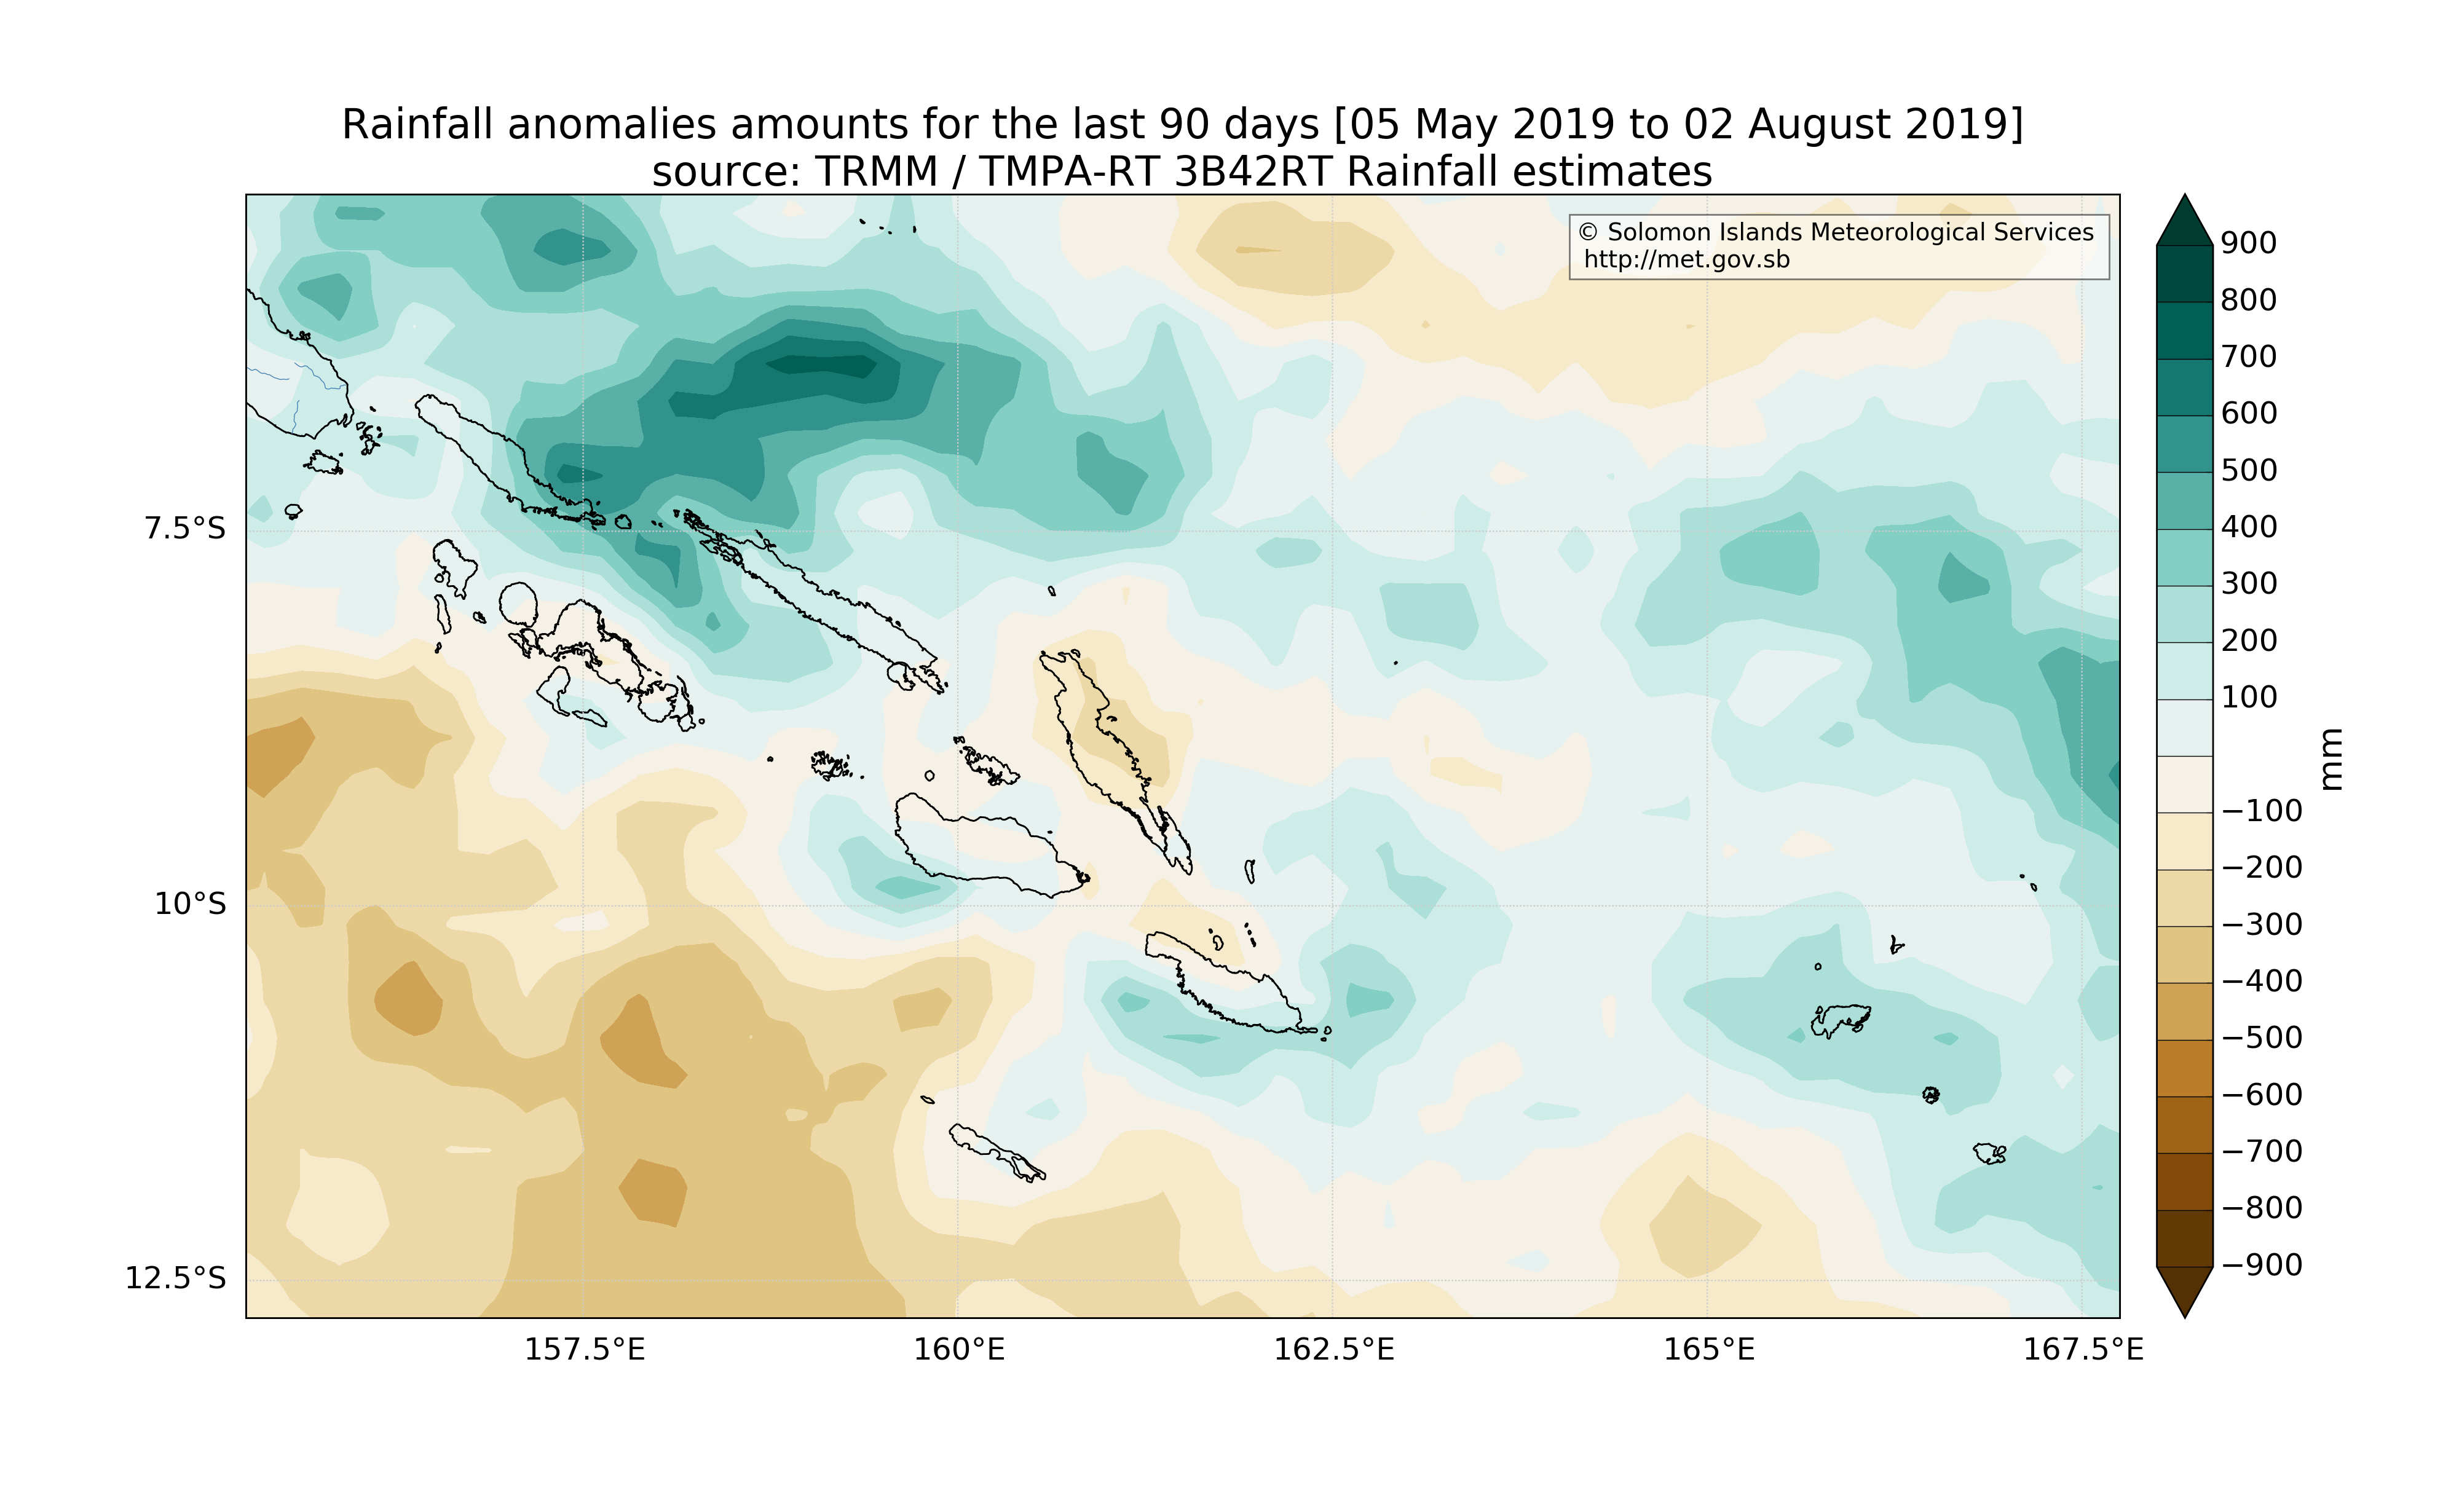 Rainfall anomalies amounts for the last 90 days [05 May 2019 to 02 August 2019]
source: TRMM / TMPA-RT 3B42RT Rainfall estimates
© Solomon Islands Meteorological Services
http://met.gov.sb
7.5°S
10°S
12.5°S
157.5°E
160°E
162.5°E
165°E
167.5°E
900
800
700
600
500
400
300
200
100
−100
−200
−300
−400
−500
−600
−700
−800
−900
mm